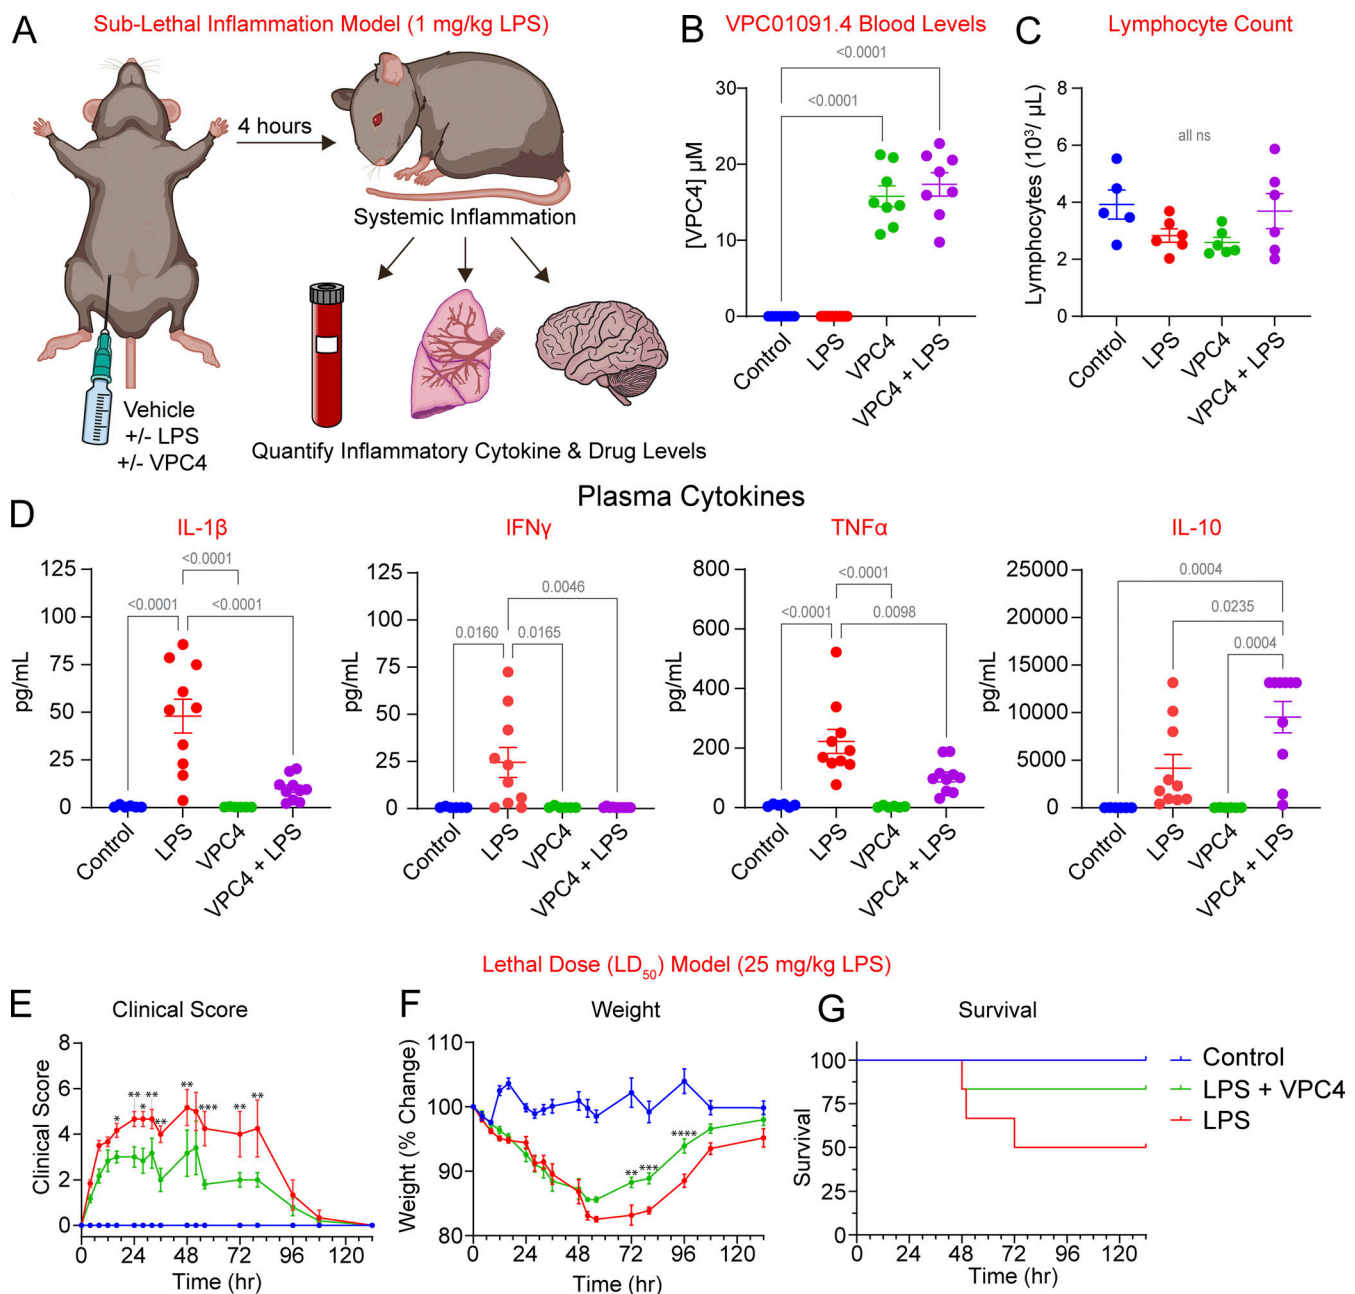 A
Sub-Lethal Inflammation Model (1 mg/kg LPS)
4 hours
Systemic Inflammation
Vehicle
+/- LPS
+/- VPC4
Quantify Inflammatory Cytokine & Drug Levels
B
VPC01091.4 Blood Levels
<0.0001
<0.0001
[VPC4] µM
30
20
10
0
Control
LPS
VPC4
VPC4 + LPS
C
Lymphocyte Count
all ns
Lymphocytes (10³/ µL)
8
6
4
2
0
Control
LPS
VPC4
VPC4 + LPS
Plasma Cytokines
D
IL-1β
<0.0001
<0.0001
<0.0001
pg/mL
125
100
75
50
25
0
Control
LPS
VPC4
VPC4 + LPS
IFNγ
0.0046
0.0160
0.0165
pg/mL
125
100
75
50
25
0
Control
LPS
VPC4
VPC4 + LPS
TNFα
<0.0001
<0.0001
0.0098
pg/mL
800
600
400
200
0
Control
LPS
VPC4
VPC4 + LPS
IL-10
0.0004
0.0235
0.0004
pg/mL
25000
20000
15000
10000
5000
0
Control
LPS
VPC4
VPC4 + LPS
Lethal Dose (LD₅₀) Model (25 mg/kg LPS)
E
Clinical Score
Clinical Score
8
6
4
2
0
* ** * ** ** ** *** ** **
0 24 48 72 96 120
Time (hr)
F
Weight
Weight (% Change)
110
100
90
80
** *** ****
0 24 48 72 96 120
Time (hr)
G
Survival
Survival
100
75
50
25
0
0 24 48 72 96 120
Time (hr)
Control
LPS + VPC4
LPS